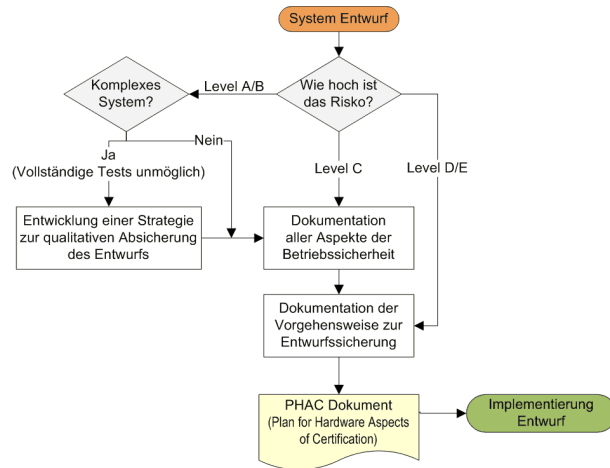 System Entwurf
Wie hoch ist
das Risko?
Level A/B
Komplexes
System?
Nein
Ja
(Vollständige Tests unmöglich)
Level C
Level D/E
Entwicklung einer Strategie
zur qualitativen Absicherung
des Entwurfs
Dokumentation
aller Aspekte der
Betriebssicherheit
Dokumentation der
Vorgehensweise zur
Entwurfssicherung
PHAC Dokument
(Plan for Hardware Aspects
of Certification)
Implementierung
Entwurf